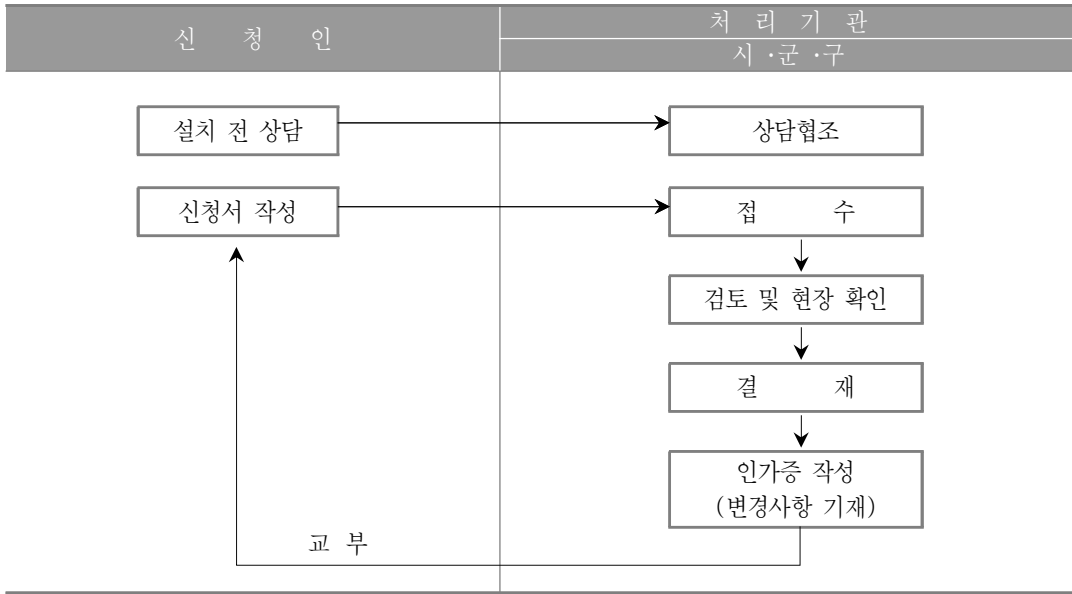 신 청 인
처 리 기 관
시·군·구
설치 전 상담
상담협조
신청서 작성
접 수
검토 및 현장 확인
결 재
인가증 작성
(변경사항 기재)
교 부